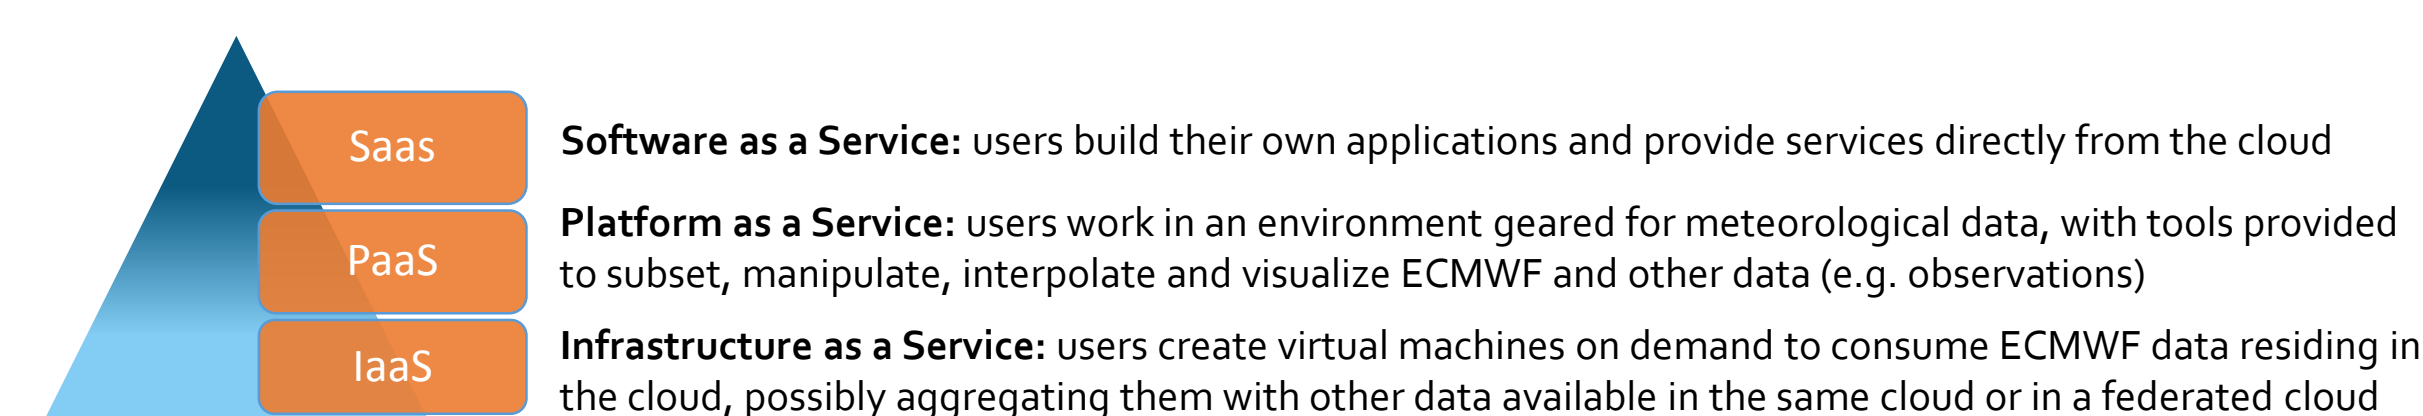 Saas
Software as a Service: users build their own applications and provide services directly from the cloud
PaaS
Platform as a Service: users work in an environment geared for meteorological data, with tools provided
to subset, manipulate, interpolate and visualize ECMWF and other data (e.g. observations)
IaaS
Infrastructure as a Service: users create virtual machines on demand to consume ECMWF data residing in
the cloud, possibly aggregating them with other data available in the same cloud or in a federated cloud